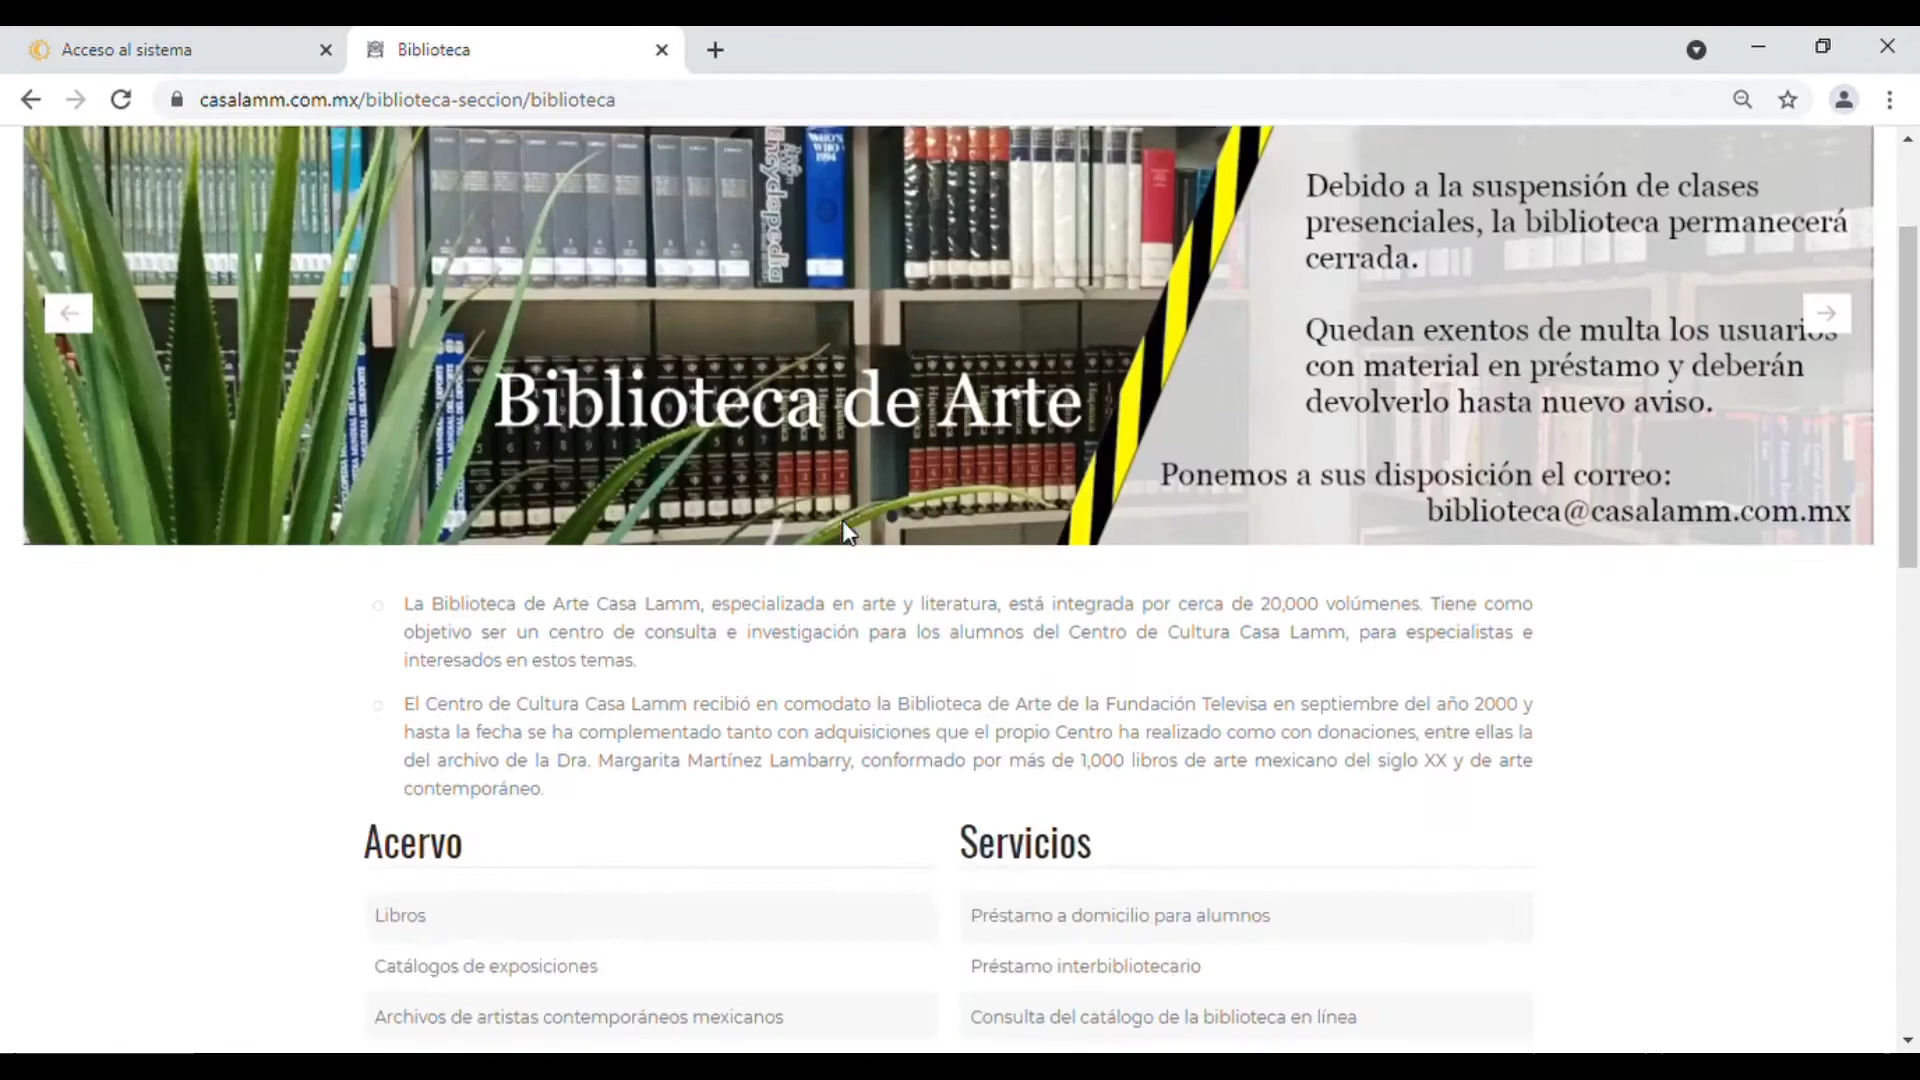 Acceso al sistema
Biblioteca
casalamm.com.mx/biblioteca-seccion/biblioteca
WHO'S
WHO
1994
Encyclopedia
Biblioteca de Arte
Debido a la suspensión de clases
presenciales, la biblioteca permanecerá
cerrada.
Quedan exentos de multa los usuarios
con material en préstamo y deberán
devolverlo hasta nuevo aviso.
Ponemos a sus disposición el correo:
biblioteca@casalamm.com.mx
La Biblioteca de Arte Casa Lamm, especializada en arte y literatura, está integrada por cerca de 20,000 volúmenes. Tiene como
objetivo ser un centro de consulta e investigación para los alumnos del Centro de Cultura Casa Lamm, para especialistas e
interesados en estos temas.
El Centro de Cultura Casa Lamm recibió en comodato la Biblioteca de Arte de la Fundación Televisa en septiembre del año 2000 y
hasta la fecha se ha complementado tanto con adquisiciones que el propio Centro ha realizado como con donaciones, entre ellas la
del archivo de la Dra. Margarita Martínez Lambarry, conformado por más de 1,000 libros de arte mexicano del siglo XX y de arte
contemporáneo.
Acervo
Libros
Catálogos de exposiciones
Archivos de artistas contemporáneos mexicanos
Servicios
Préstamo a domicilio para alumnos
Préstamo interbibliotecario
Consulta del catálogo de la biblioteca en línea